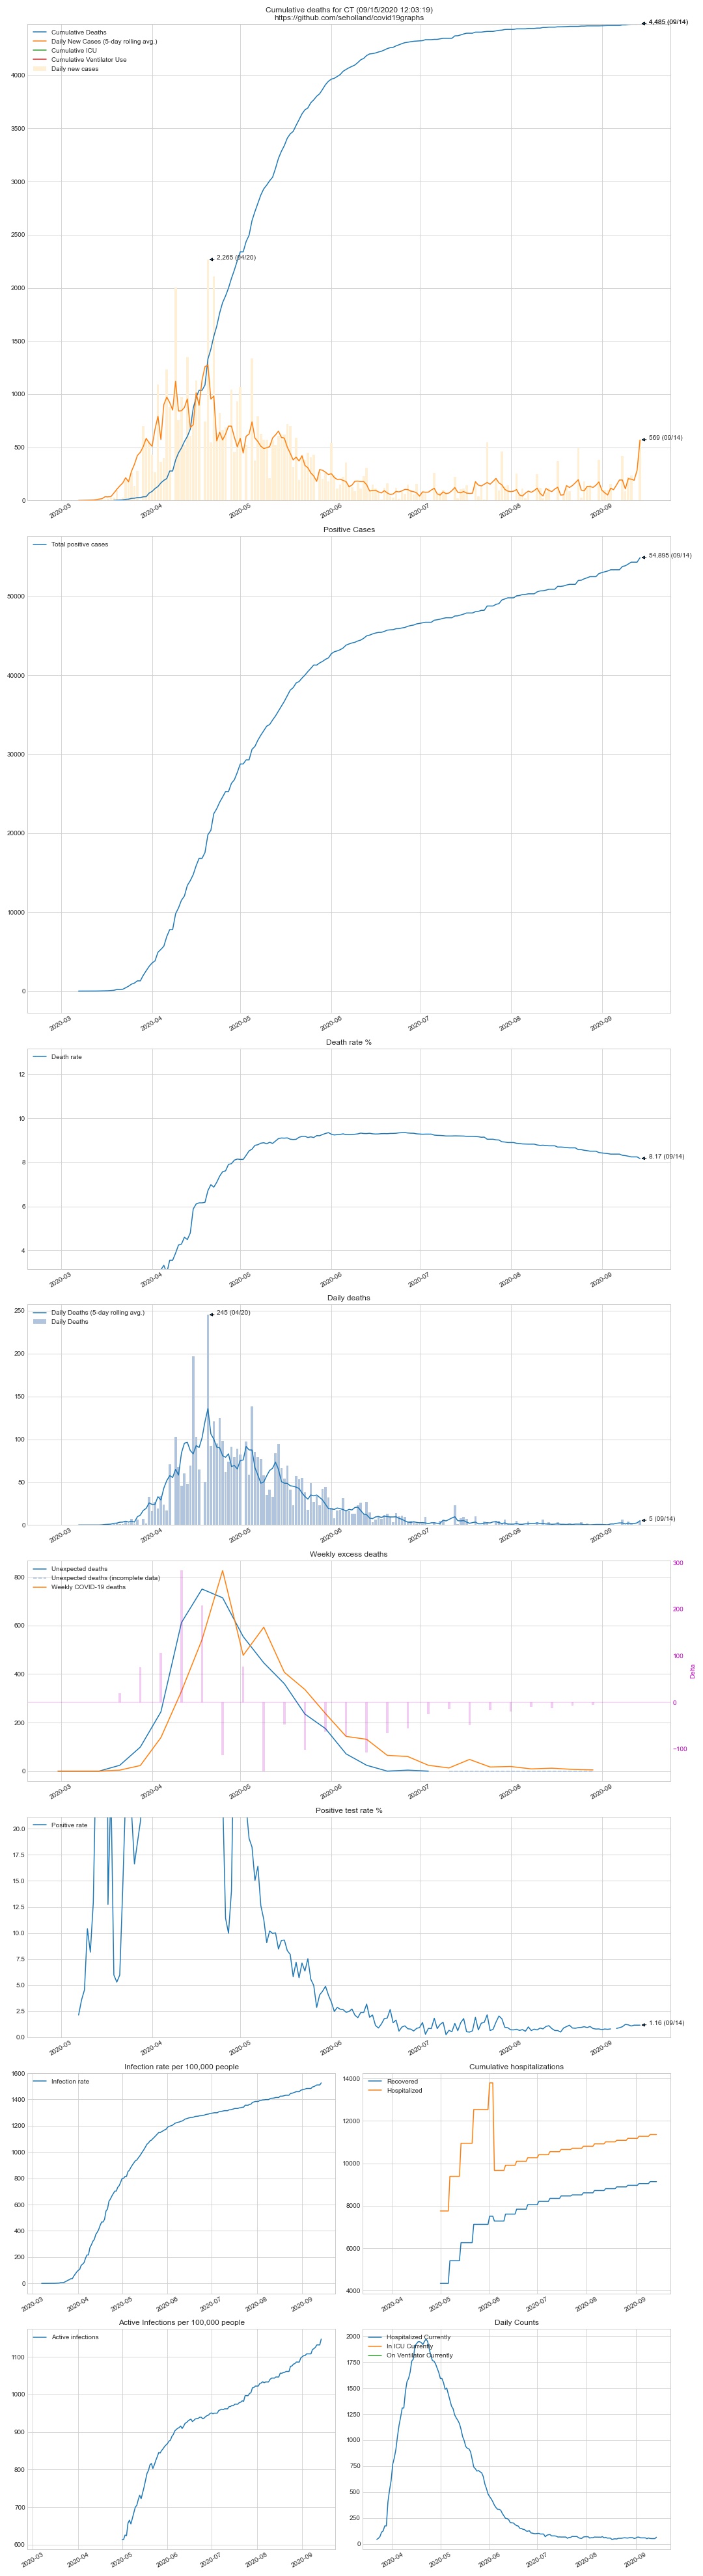 Cumulative deaths for CT (09/15/2020 12:03:19)
https://github.com/seholland/covid19graphs
Cumulative Deaths
Daily New Cases (5-day rolling avg.)
Cumulative ICU
Cumulative Ventilator Use
Daily new cases
4,485 (09/14)
4000
3500
3000
2500
2,265 (04/20)
2000
1500
1000
569 (09/14)
500
0
2020-03 2020-04 2020-05 2020-06 2020-07 2020-08 2020-09
Positive Cases
Total positive cases
54,895 (09/14)
50000
40000
30000
20000
10000
0
2020-03 2020-04 2020-05 2020-06 2020-07 2020-08 2020-09
Death rate %
Death rate
12
10
8.17 (09/14)
8
6
4
2020-03 2020-04 2020-05 2020-06 2020-07 2020-08 2020-09
Daily deaths
Daily Deaths (5-day rolling avg.)
Daily Deaths
245 (04/20)
250
200
150
100
50
5 (09/14)
0
2020-03 2020-04 2020-05 2020-06 2020-07 2020-08 2020-09
Weekly excess deaths
Unexpected deaths
Unexpected deaths (incomplete data)
Weekly COVID-19 deaths
800
600
400
200
0
300
200
100
0
−100
Delta
2020-03 2020-04 2020-05 2020-06 2020-07 2020-08 2020-09
Positive test rate %
Positive rate
20.0
17.5
15.0
12.5
10.0
7.5
5.0
2.5
1.16 (09/14)
0.0
2020-03 2020-04 2020-05 2020-06 2020-07 2020-08 2020-09
Infection rate per 100,000 people
Infection rate
1600
1400
1200
1000
800
600
400
200
0
2020-03 2020-04 2020-05 2020-06 2020-07 2020-08 2020-09
Cumulative hospitalizations
Recovered
Hospitalized
14000
12000
10000
8000
6000
4000
2020-04 2020-05 2020-06 2020-07 2020-08 2020-09
Active Infections per 100,000 people
Active infections
1100
1000
900
800
700
600
2020-03 2020-04 2020-05 2020-06 2020-07 2020-08 2020-09
Daily Counts
Hospitalized Currently
In ICU Currently
On Ventilator Currently
2000
1750
1500
1250
1000
750
500
250
0
2020-04 2020-05 2020-06 2020-07 2020-08 2020-09